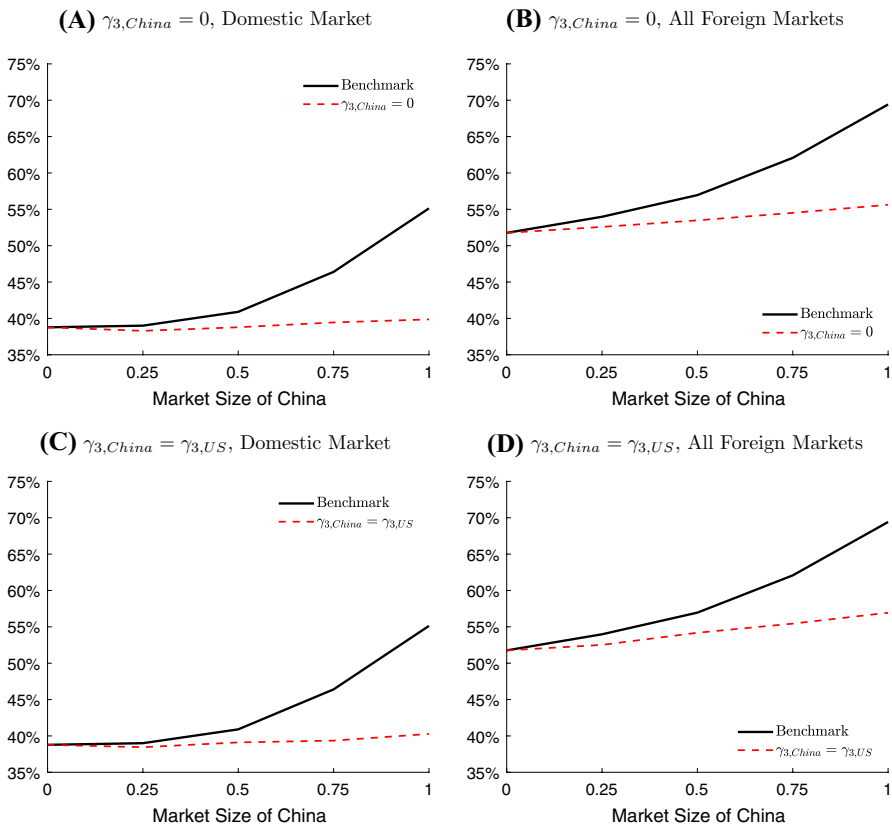 (A) γ3,China = 0, Domestic Market
75%
70%
65%
60%
55%
50%
45%
40%
35%
Benchmark
γ3,China = 0
0 0.25 0.5 0.75 1
Market Size of China
(B) γ3,China = 0, All Foreign Markets
75%
70%
65%
60%
55%
50%
45%
40%
35%
Benchmark
γ3,China = 0
0 0.25 0.5 0.75 1
Market Size of China
(C) γ3,China = γ3,US, Domestic Market
75%
70%
65%
60%
55%
50%
45%
40%
35%
Benchmark
γ3,China = γ3,US
0 0.25 0.5 0.75 1
Market Size of China
(D) γ3,China = γ3,US, All Foreign Markets
75%
70%
65%
60%
55%
50%
45%
40%
35%
Benchmark
γ3,China = γ3,US
0 0.25 0.5 0.75 1
Market Size of China